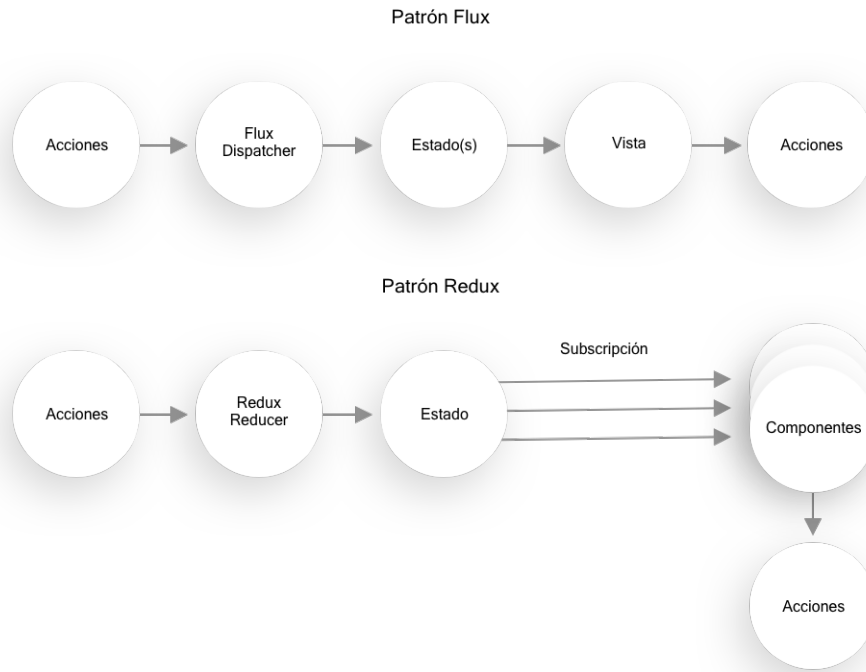 Patrón Flux
Acciones
Flux
Dispatcher
Estado(s)
Vista
Acciones
Patrón Redux
Subscripción
Acciones
Redux
Reducer
Estado
Componentes
Acciones